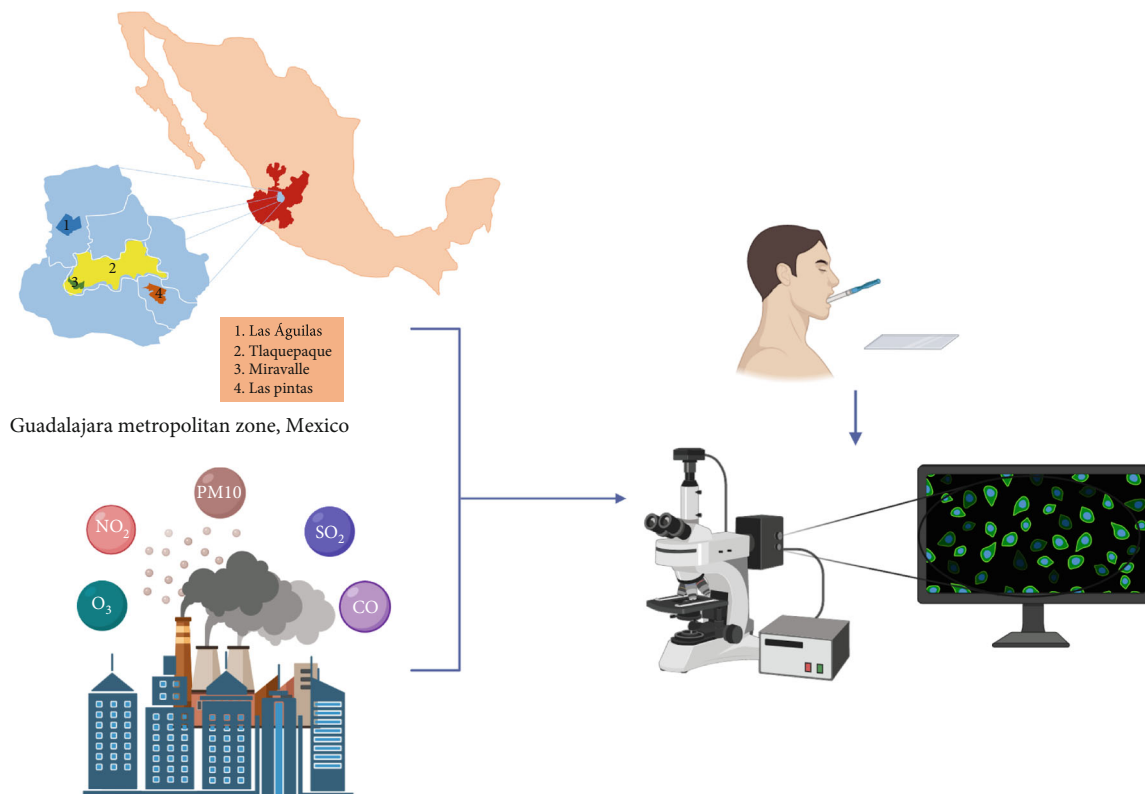 1
2
3
4
1. Las Águilas
2. Tlaquepaque
3. Miravalle
4. Las pintas
Guadalajara metropolitan zone, Mexico
PM10
NO₂
SO₂
O₃
CO